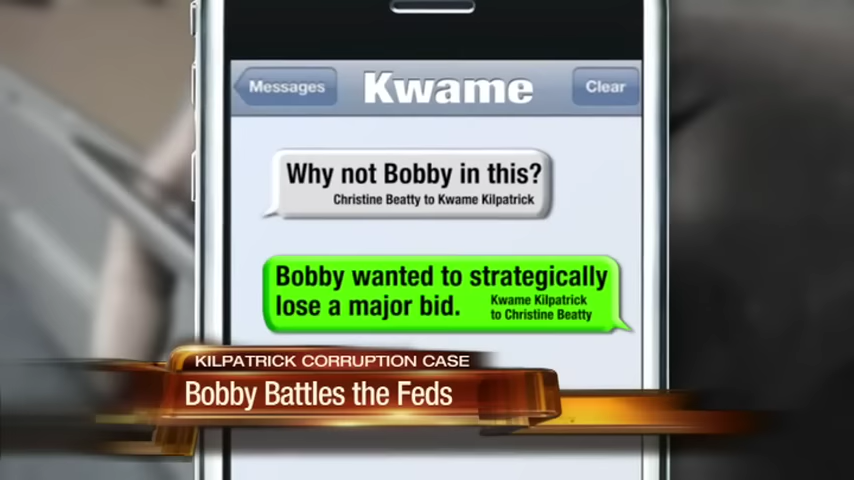 Messages
Kwame
Clear
Why not Bobby in this?
Christine Beatty to Kwame Kilpatrick
Bobby wanted to strategically
lose a major bid.
Kwame Kilpatrick
to Christine Beatty
KILPATRICK CORRUPTION CASE
Bobby Battles the Feds